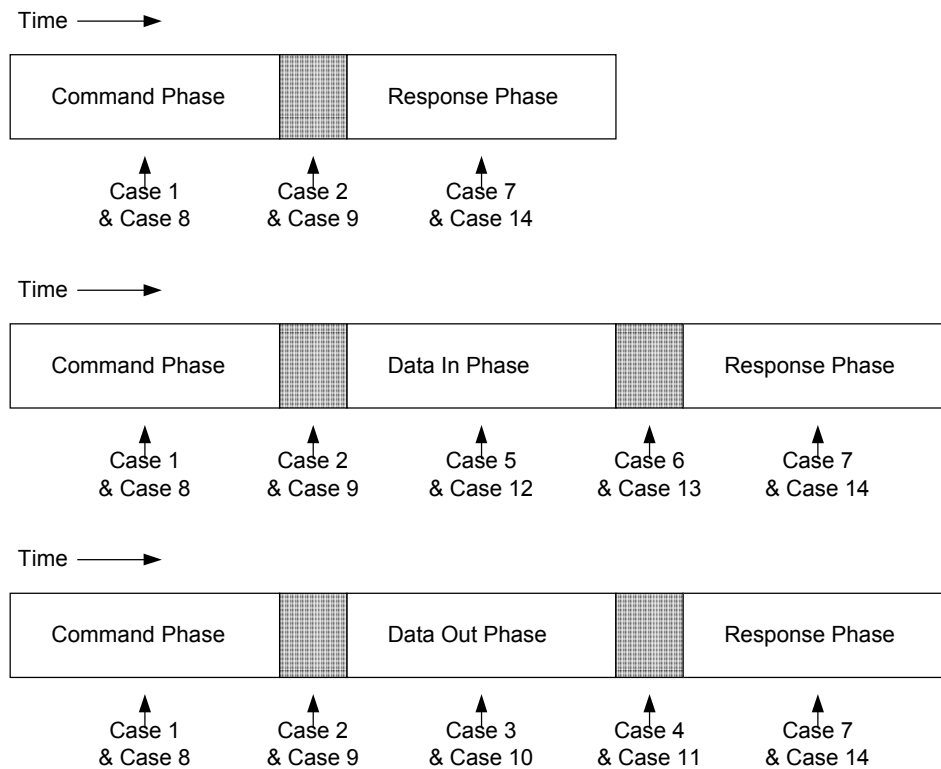 Time
Command Phase Response Phase
Case 1 Case 2 Case 7
& Case 8 & Case 9 & Case 14
Time
Command Phase Data In Phase Response Phase
Case 1 Case 2 Case 5 Case 6 Case 7
& Case 8 & Case 9 & Case 12 & Case 13 & Case 14
Time
Command Phase Data Out Phase Response Phase
Case 1 Case 2 Case 3 Case 4 Case 7
& Case 8 & Case 9 & Case 10 & Case 11 & Case 14